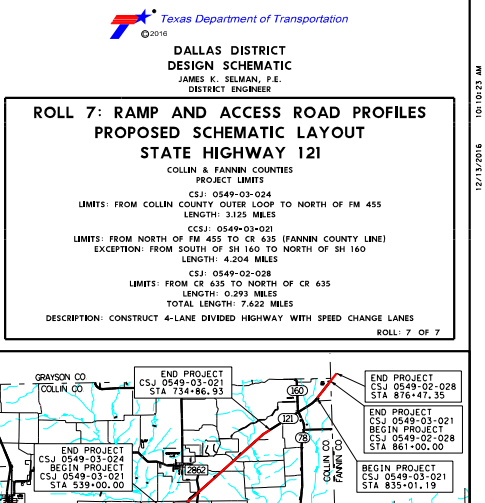 Texas Department of Transportation
©2016
DALLAS DISTRICT
DESIGN SCHEMATIC
JAMES K. SELMAN, P.E.
DISTRICT ENGINEER
ROLL 7: RAMP AND ACCESS ROAD PROFILES
PROPOSED SCHEMATIC LAYOUT
STATE HIGHWAY 121
COLLIN & FANNIN COUNTIES
PROJECT LIMITS
CSJ: 0549-03-024
LIMITS: FROM COLLIN COUNTY OUTER LOOP TO NORTH OF FM 455
LENGTH: 3.125 MILES
CCSJ: 0549-03-021
LIMITS: FROM NORTH OF FM 455 TO CR 635 (FANNIN COUNTY LINE)
EXCEPTION: FROM SOUTH OF SH 160 TO NORTH OF SH 160
LENGTH: 4.204 MILES
CSJ: 0549-02-028
LIMITS: FROM CR 635 TO NORTH OF CR 635
LENGTH: 0.293 MILES
TOTAL LENGTH: 7.622 MILES
DESCRIPTION: CONSTRUCT 4-LANE DIVIDED HIGHWAY WITH SPEED CHANGE LANES
ROLL: 7 OF 7
12/13/2016 10:10:23 AM
GRAYSON CO
COLLIN CO
END PROJECT
CSJ 0549-03-021
STA 734+86.93
160
121
78
COLLIN CO
FANNIN CO
END PROJECT
CSJ 0549-02-028
STA 876+47.35
END PROJECT
CSJ 0549-03-021
BEGIN PROJECT
CSJ 0549-02-028
STA 861+00.00
BEGIN PROJECT
CSJ 0549-03-021
STA 835+01.19
END PROJECT
CSJ 0549-03-024
BEGIN PROJECT
CSJ 0549-03-021
STA 539+00.00
2862